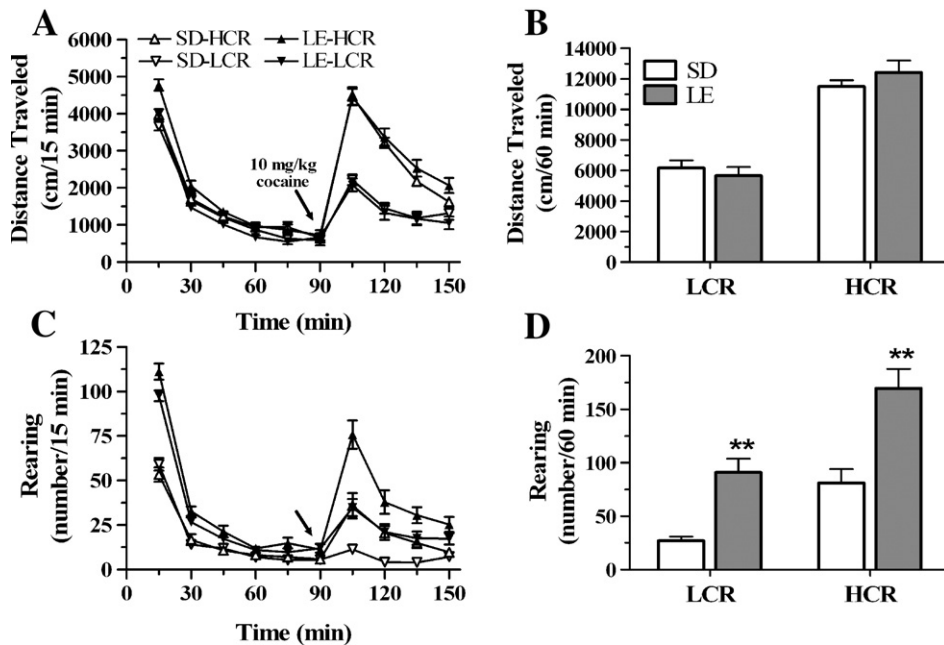 A
SD-HCR
LE-HCR
SD-LCR
LE-LCR
Distance Traveled
(cm/15 min)
6000
5000
4000
3000
2000
1000
0
10 mg/kg
cocaine
0 30 60 90 120 150
Time (min)
B
SD
LE
Distance Traveled
(cm/60 min)
14000
12000
10000
8000
6000
4000
2000
0
LCR HCR
C
Rearing
(number/15 min)
125
100
75
50
25
0
0 30 60 90 120 150
Time (min)
D
Rearing
(number/60 min)
200
150
100
50
0
**
**
LCR HCR